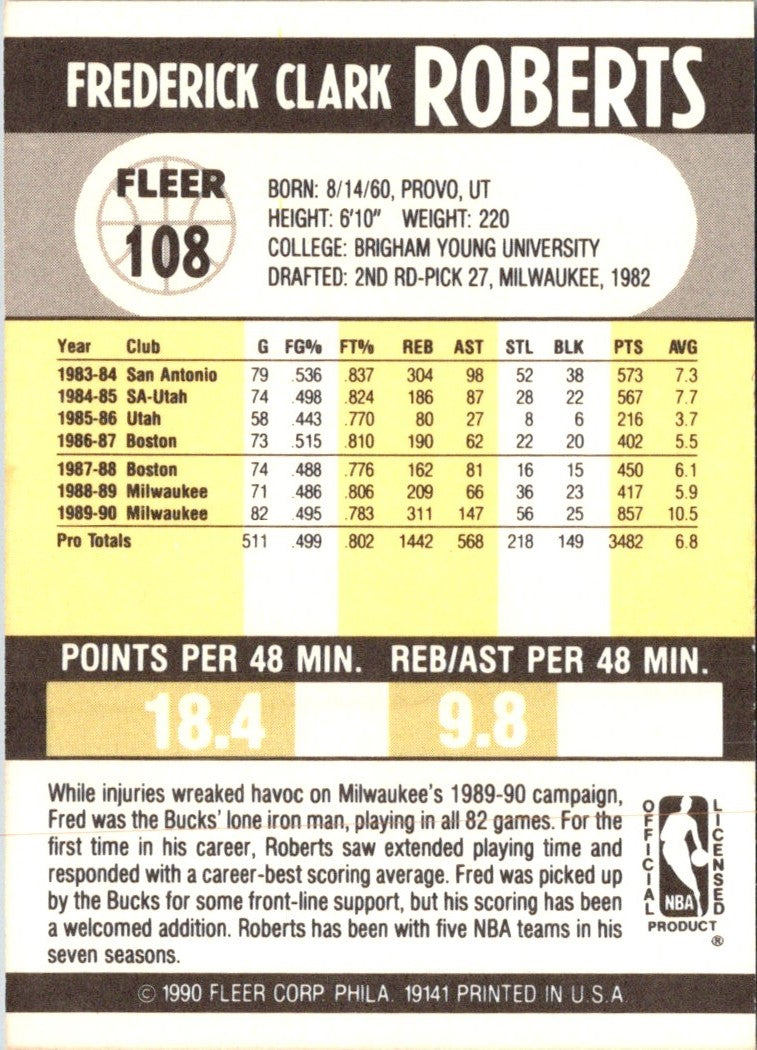 FREDERICK CLARK ROBERTS
FLEER
108
BORN: 8/14/60, PROVO, UT
HEIGHT: 6'10" WEIGHT: 220
COLLEGE: BRIGHAM YOUNG UNIVERSITY
DRAFTED: 2ND RD-PICK 27, MILWAUKEE, 1982
Year Club G FG% FT% REB AST STL BLK PTS AVG
1983-84 San Antonio 79 .536 .837 304 98 52 38 573 7.3
1984-85 SA-Utah 74 .498 .824 186 87 28 22 567 7.7
1985-86 Utah 58 .443 .770 80 27 8 6 216 3.7
1986-87 Boston 73 .515 .810 190 62 22 20 402 5.5
1987-88 Boston 74 .488 .776 162 81 16 15 450 6.1
1988-89 Milwaukee 71 .486 .806 209 66 36 23 417 5.9
1989-90 Milwaukee 82 .495 .783 311 147 56 25 857 10.5
Pro Totals 511 .499 .802 1442 568 218 149 3482 6.8
POINTS PER 48 MIN. REB/AST PER 48 MIN.
18.4 9.8
While injuries wreaked havoc on Milwaukee's 1989-90 campaign,
Fred was the Bucks' lone iron man, playing in all 82 games. For the
first time in his career, Roberts saw extended playing time and
responded with a career-best scoring average. Fred was picked up
by the Bucks for some front-line support, but his scoring has been
a welcomed addition. Roberts has been with five NBA teams in his
seven seasons.
OFFICIAL
LICENSED
NBA
PRODUCT
®
© 1990 FLEER CORP. PHILA. 19141 PRINTED IN U.S.A